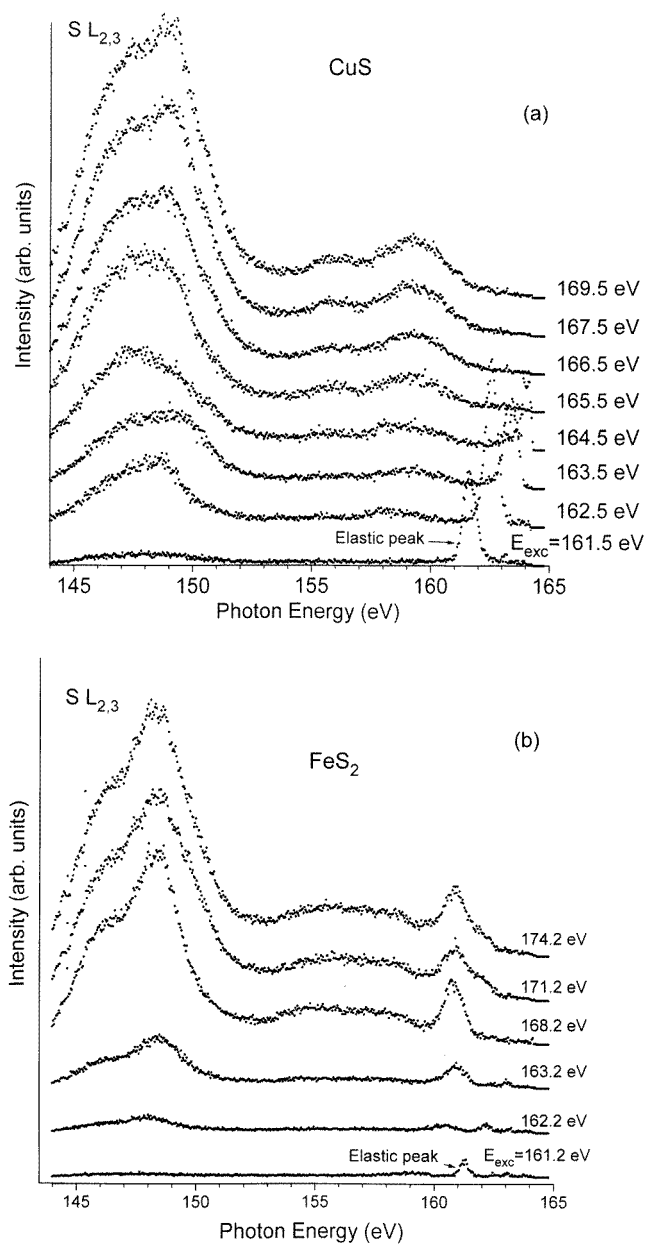 S L2,3
CuS
(a)
Intensity (arb. units)
169.5 eV
167.5 eV
166.5 eV
165.5 eV
164.5 eV
163.5 eV
162.5 eV
Elastic peak
Eexc=161.5 eV
145 150 155 160 165
Photon Energy (eV)
S L2,3
(b)
FeS2
Intensity (arb. units)
174.2 eV
171.2 eV
168.2 eV
163.2 eV
162.2 eV
Elastic peak
Eexc=161.2 eV
145 150 155 160 165
Photon Energy (eV)